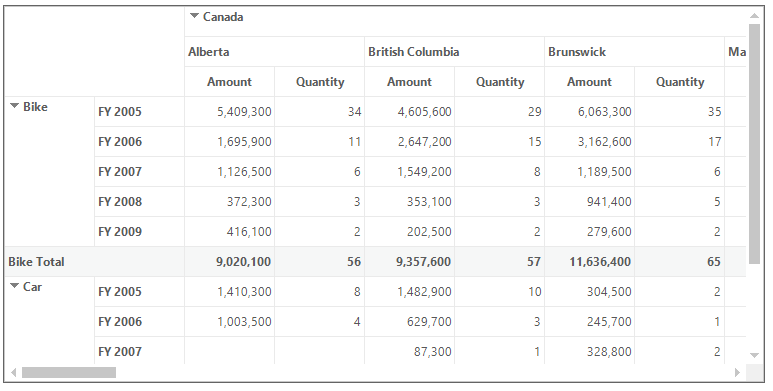 Canada
Alberta British Columbia Brunswick Ma
Amount Quantity Amount Quantity Amount Quantity
Bike FY 2005 5,409,300 34 4,605,600 29 6,063,300 35
FY 2006 1,695,900 11 2,647,200 15 3,162,600 17
FY 2007 1,126,500 6 1,549,200 8 1,189,500 6
FY 2008 372,300 3 353,100 3 941,400 5
FY 2009 416,100 2 202,500 2 279,600 2
Bike Total 9,020,100 56 9,357,600 57 11,636,400 65
Car FY 2005 1,410,300 8 1,482,900 10 304,500 2
FY 2006 1,003,500 4 629,700 3 245,700 1
FY 2007 87,300 1 328,800 2